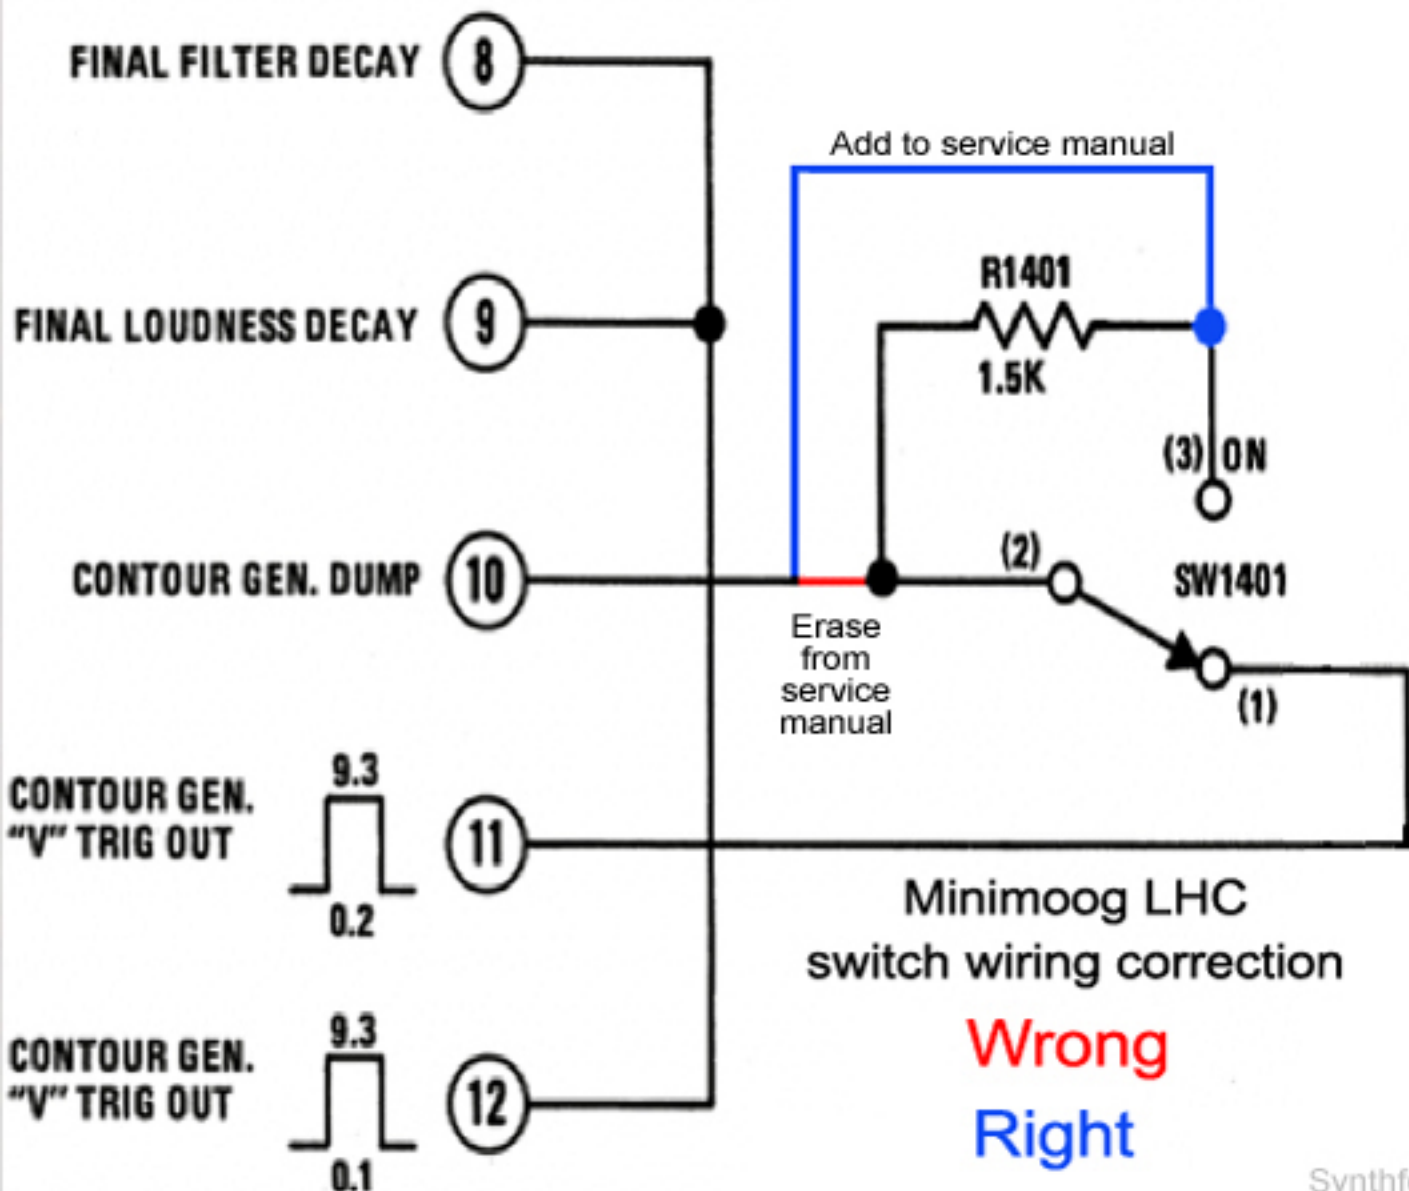 FINAL FILTER DECAY
8
Add to service manual
R1401
1.5K
FINAL LOUDNESS DECAY
9
(3) ON
CONTOUR GEN. DUMP
10
(2)
SW1401
Erase
from
service
manual
(1)
CONTOUR GEN.
"V" TRIG OUT
9.3
0.2
11
Minimoog LHC
switch wiring correction
Wrong
Right
CONTOUR GEN.
"V" TRIG OUT
9.3
0.1
12